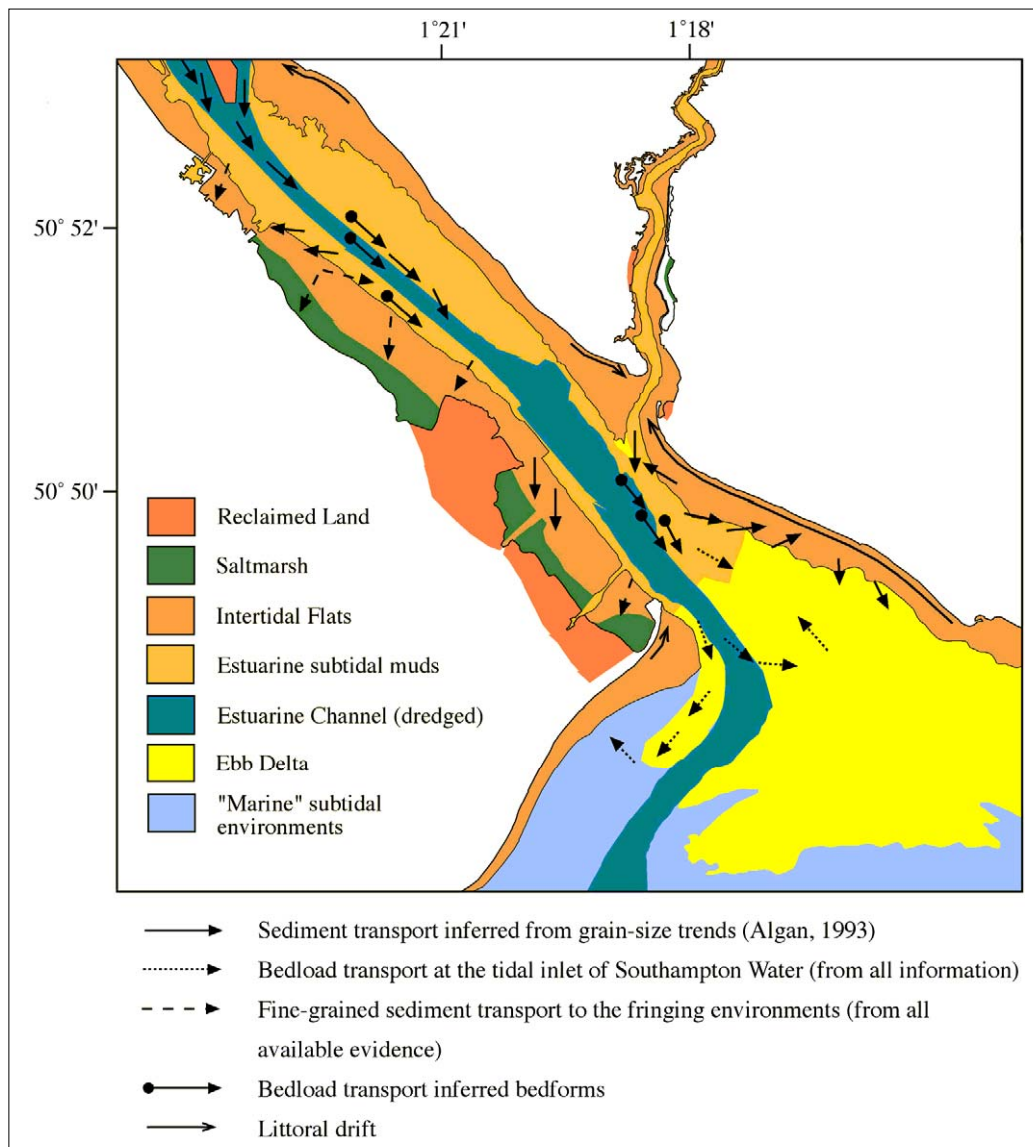 1°21' 1°18'
50° 52'
50° 50'
Reclaimed Land
Saltmarsh
Intertidal Flats
Estuarine subtidal muds
Estuarine Channel (dredged)
Ebb Delta
"Marine" subtidal
environments
Sediment transport inferred from grain-size trends (Algan, 1993)
Bedload transport at the tidal inlet of Southampton Water (from all information)
Fine-grained sediment transport to the fringing environments (from all
available evidence)
Bedload transport inferred bedforms
Littoral drift